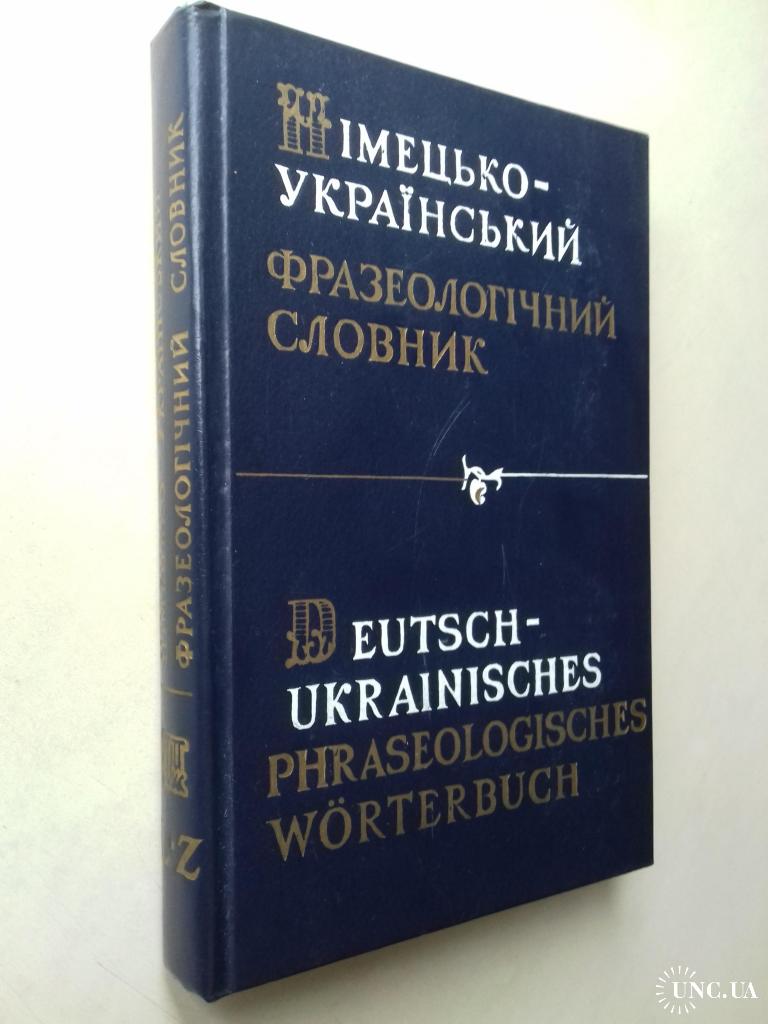 НІМЕЦЬКО-
УКРАЇНСЬКИЙ
ФРАЗЕОЛОГІЧНИЙ
СЛОВНИК
DEUTSCH-
UKRAINISCHES
PHRASEOLOGISCHES
WÖRTERBUCH
ФРАЗЕОЛОГІЧНИЙ СЛОВНИК
UNC.UA